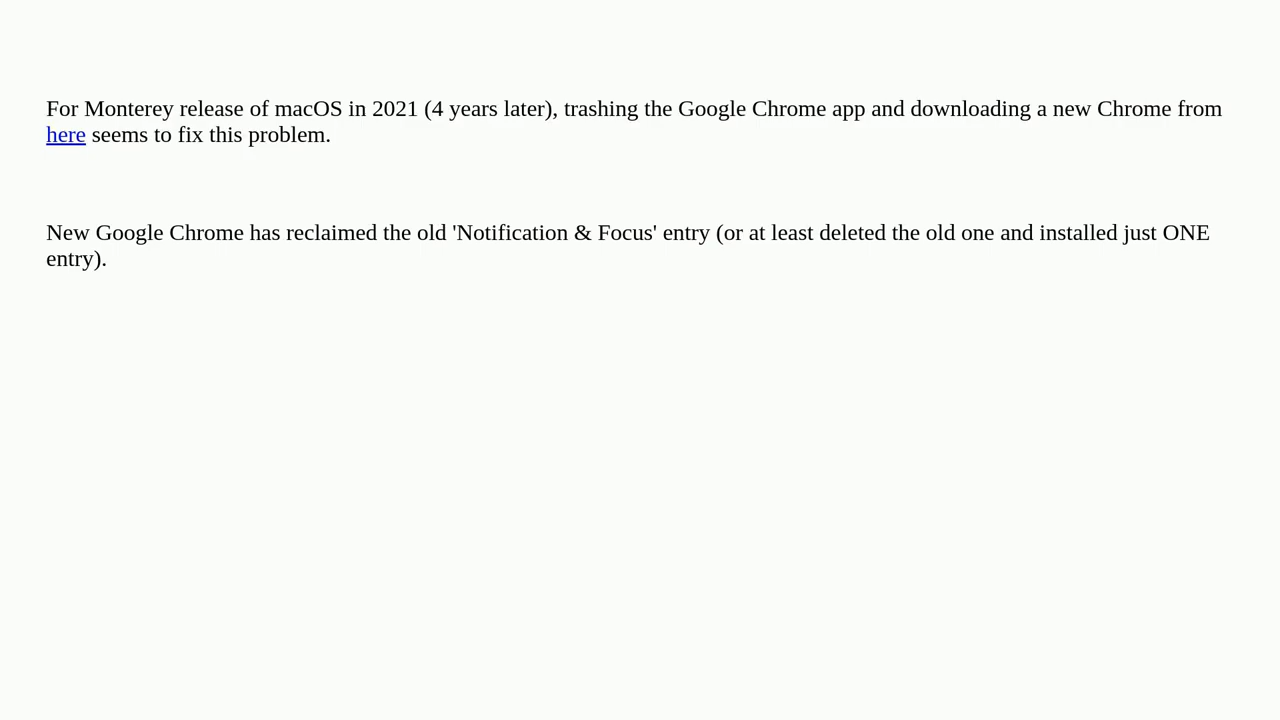 For Monterey release of macOS in 2021 (4 years later), trashing the Google Chrome app and downloading a new Chrome from
here seems to fix this problem.
New Google Chrome has reclaimed the old 'Notification & Focus' entry (or at least deleted the old one and installed just ONE
entry).